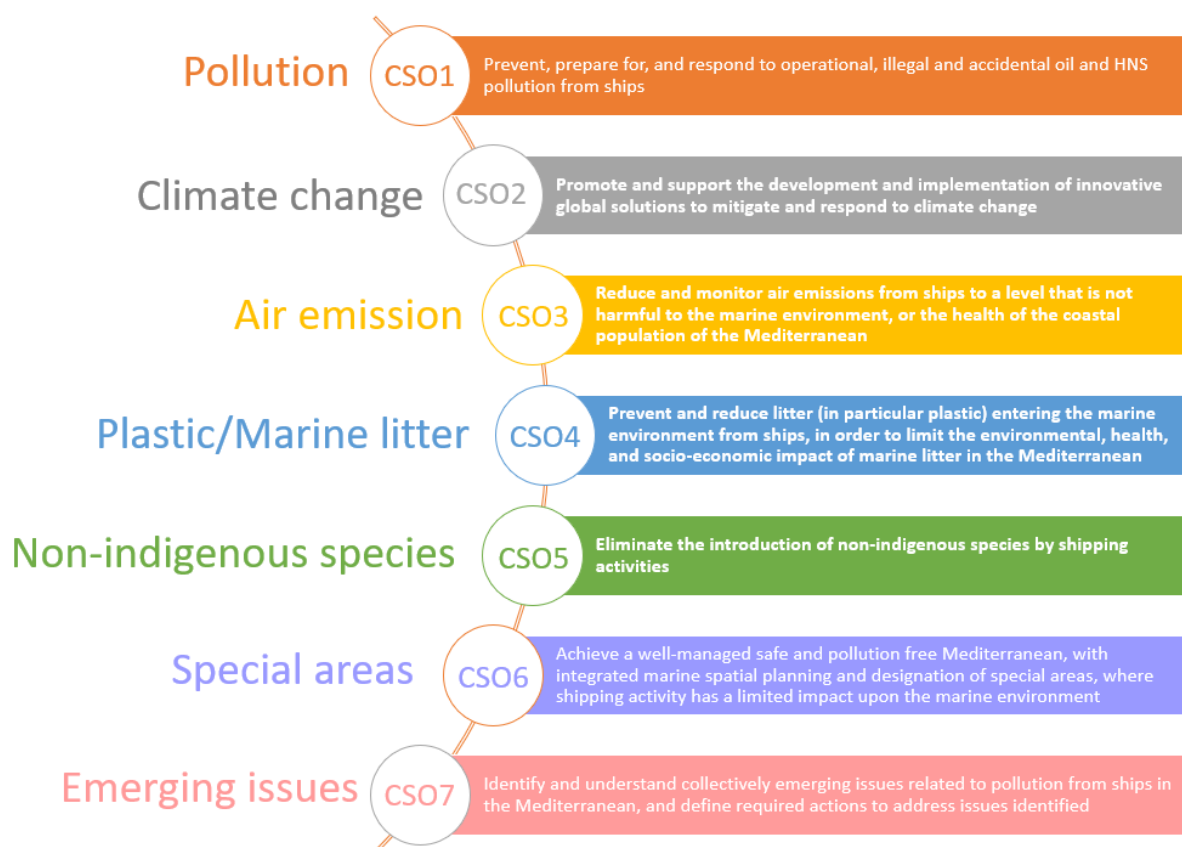 Pollution
CSO1
Prevent, prepare for, and respond to operational, illegal and accidental oil and HNS
pollution from ships
Climate change
CSO2
Promote and support the development and implementation of innovative
global solutions to mitigate and respond to climate change
Air emission
CSO3
Reduce and monitor air emissions from ships to a level that is not
harmful to the marine environment, or the health of the coastal
population of the Mediterranean
Plastic/Marine litter
CSO4
Prevent and reduce litter (in particular plastic) entering the marine
environment from ships, in order to limit the environmental, health,
and socio-economic impact of marine litter in the Mediterranean
Non-indigenous species
CSO5
Eliminate the introduction of non-indigenous species by shipping
activities
Special areas
CSO6
Achieve a well-managed safe and pollution free Mediterranean, with
integrated marine spatial planning and designation of special areas, where
shipping activity has a limited impact upon the marine environment
Emerging issues
CSO7
Identify and understand collectively emerging issues related to pollution from ships in
the Mediterranean, and define required actions to address issues identified